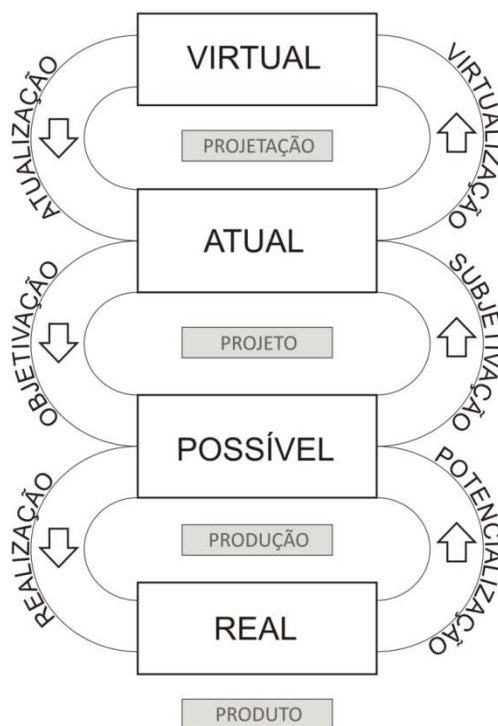 VIRTUAL
ATUALIZAÇÃO
VIRTUALIZAÇÃO
PROJETAÇÃO
ATUAL
OBJETIVAÇÃO
SUBJETIVAÇÃO
PROJETO
POSSÍVEL
REALIZAÇÃO
POTENCIALIZAÇÃO
PRODUÇÃO
REAL
PRODUTO